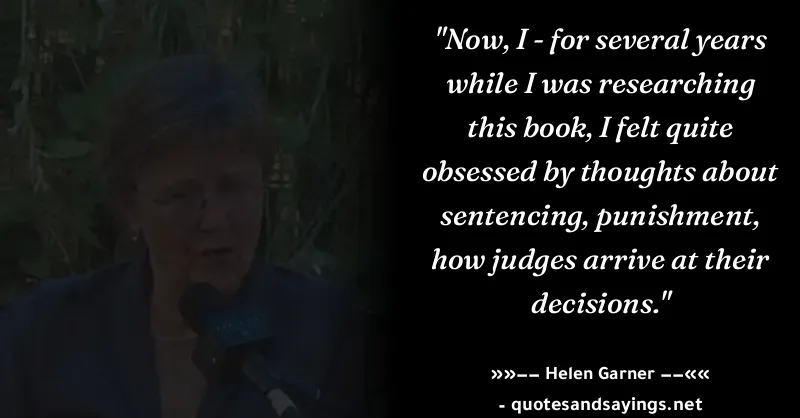 "Now, I - for several years
while I was researching
this book, I felt quite
obsessed by thoughts about
sentencing, punishment,
how judges arrive at their
decisions."
»»–– Helen Garner ––««
- quotesandsayings.net